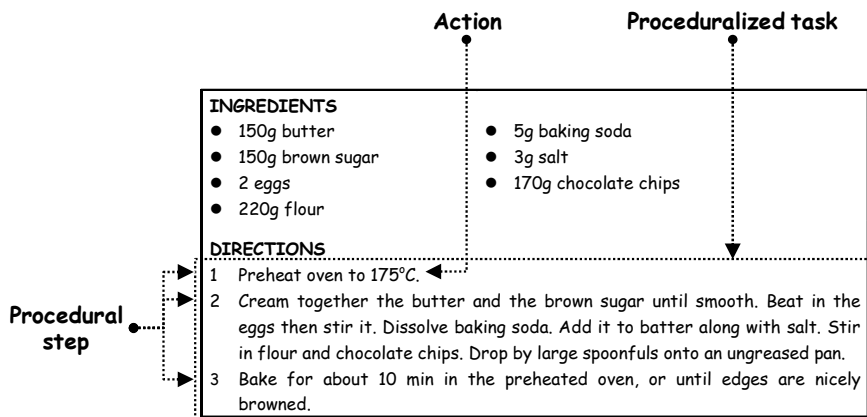 Action
Proceduralized task
INGREDIENTS
● 150g butter
● 150g brown sugar
● 2 eggs
● 220g flour
● 5g baking soda
● 3g salt
● 170g chocolate chips
DIRECTIONS
1 Preheat oven to 175°C.
2 Cream together the butter and the brown sugar until smooth. Beat in the
eggs then stir it. Dissolve baking soda. Add it to batter along with salt. Stir
in flour and chocolate chips. Drop by large spoonfuls onto an ungreased pan.
3 Bake for about 10 min in the preheated oven, or until edges are nicely
browned.
Procedural
step